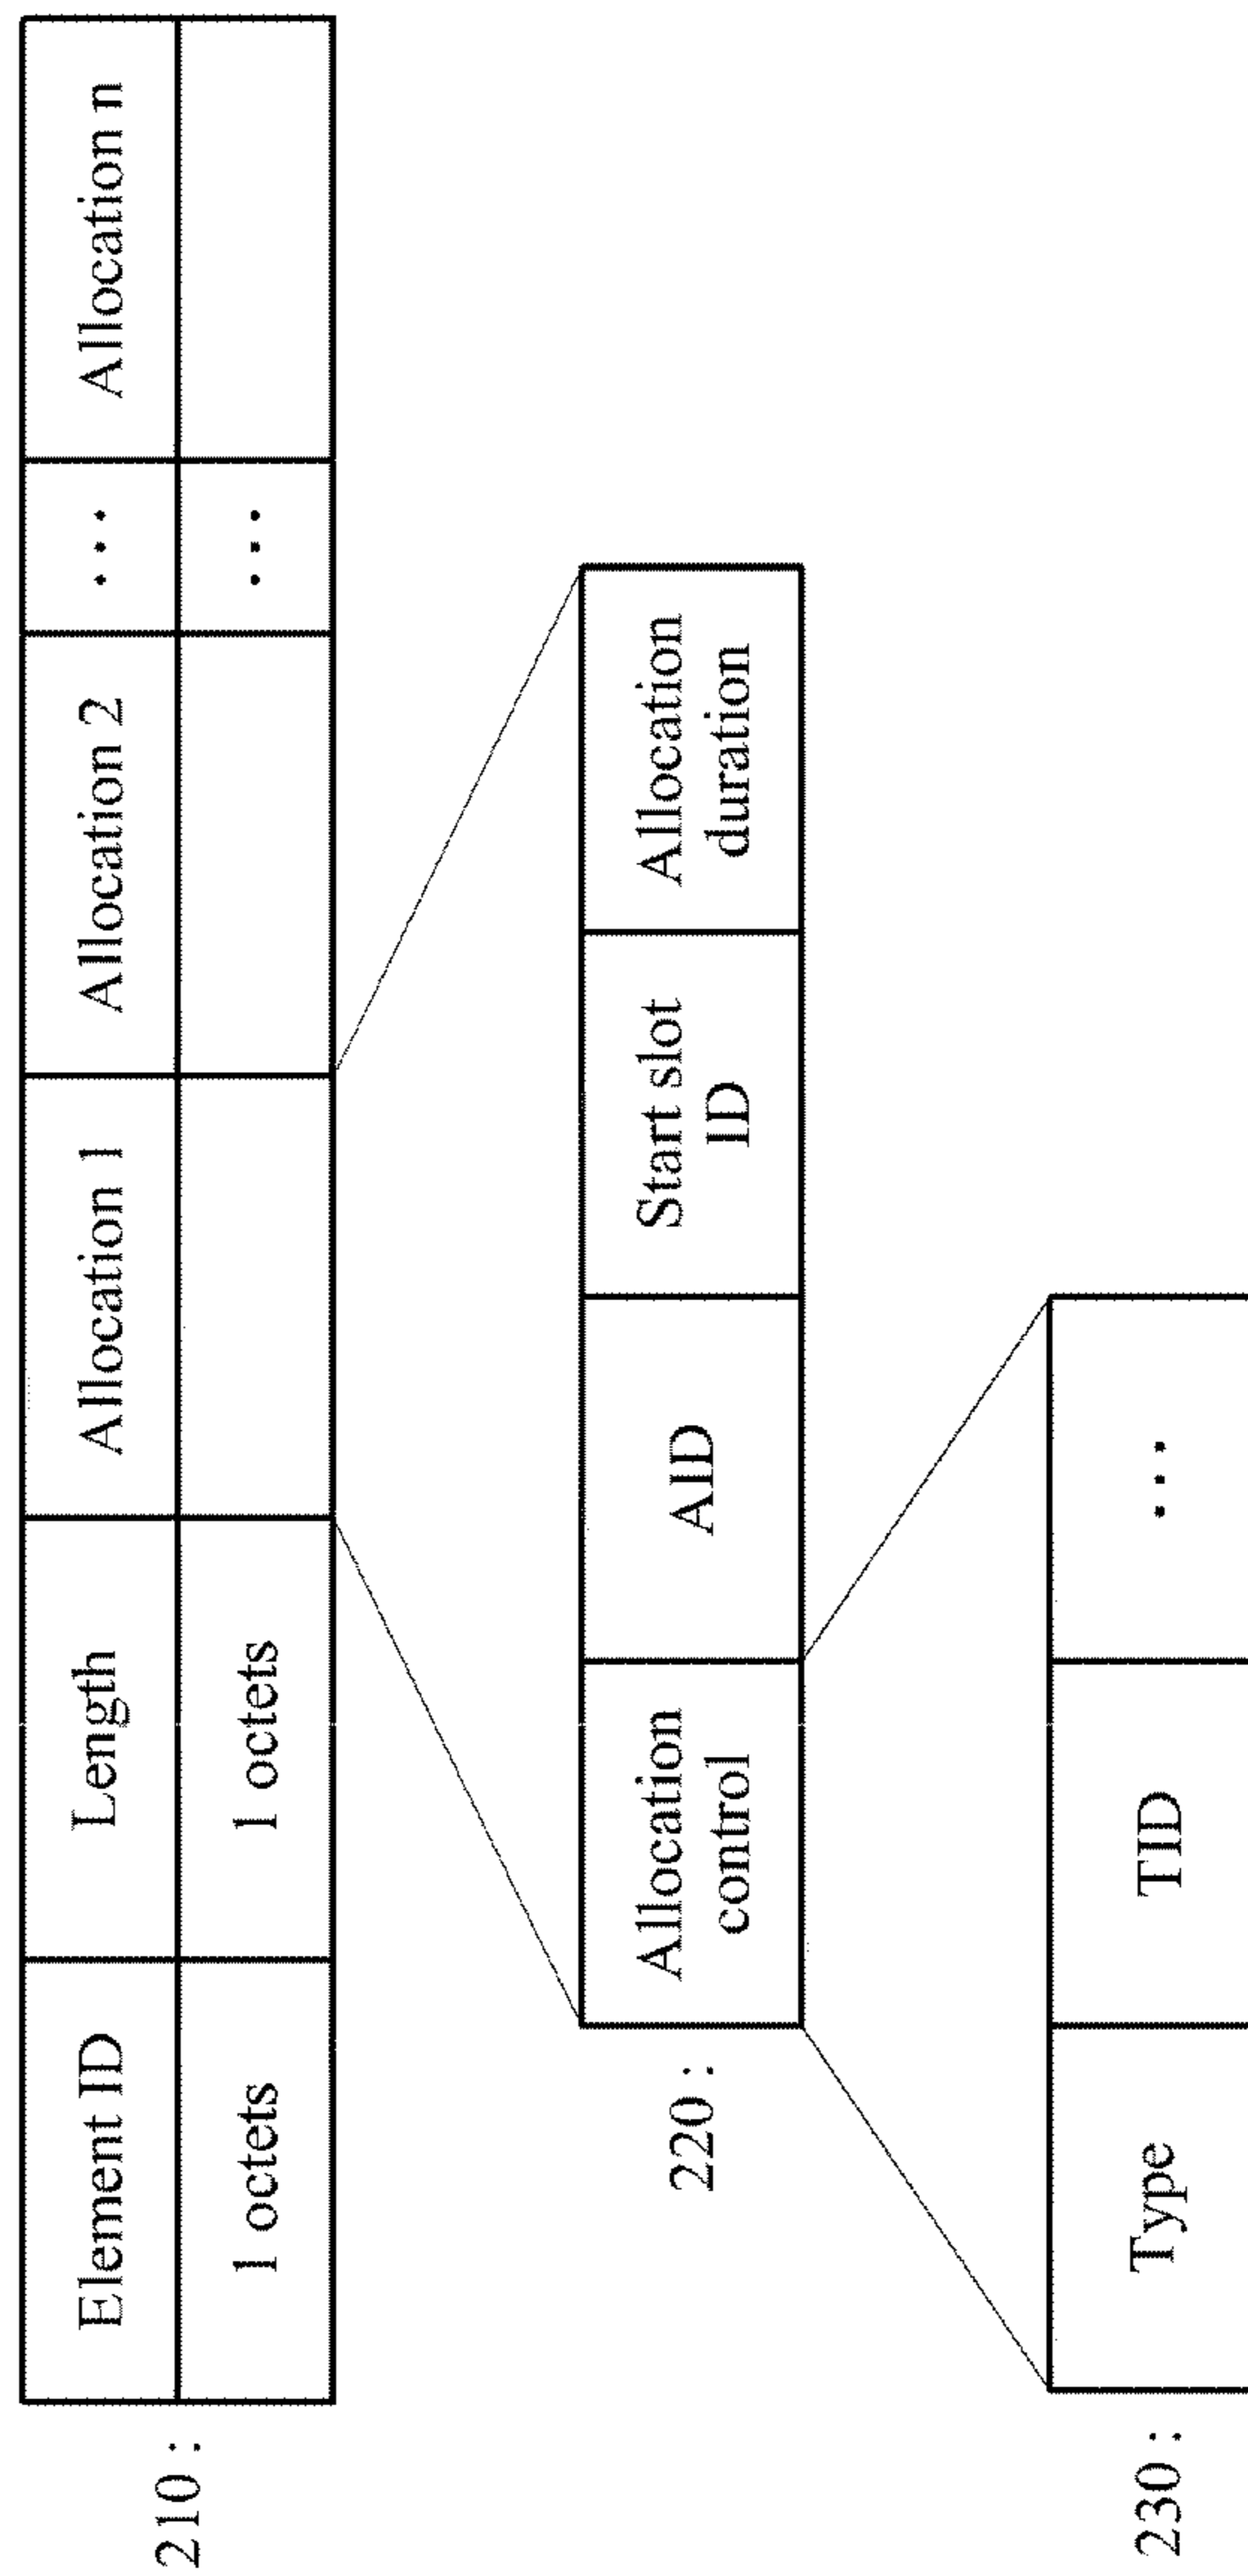 210 :
Element ID
Length
Allocation 1
Allocation 2
...
Allocation n
1 octets
1 octets
...
220 :
Allocation
control
AID
Start slot
ID
Allocation
duration
230 :
Type
TID
...